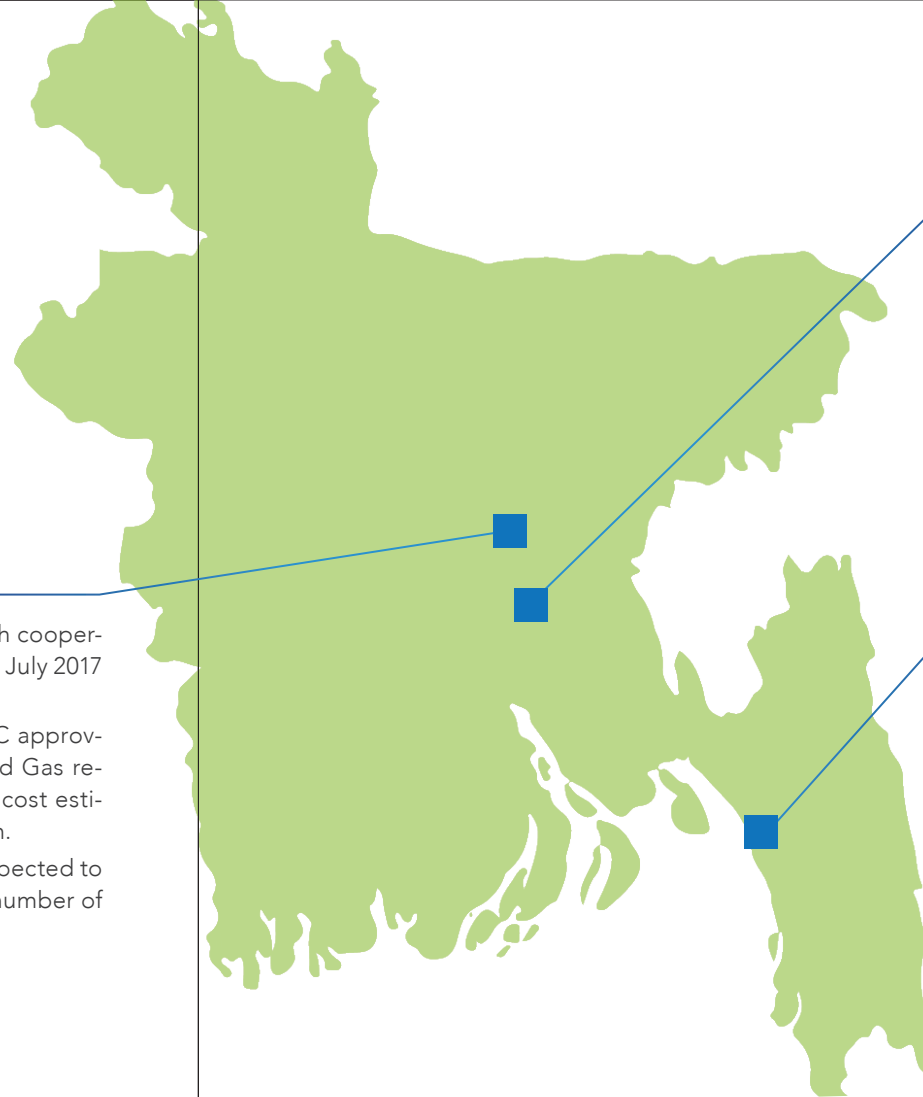 h cooper-
July 2017
C approv-
d Gas re-
cost esti-
n.
pected to
number of